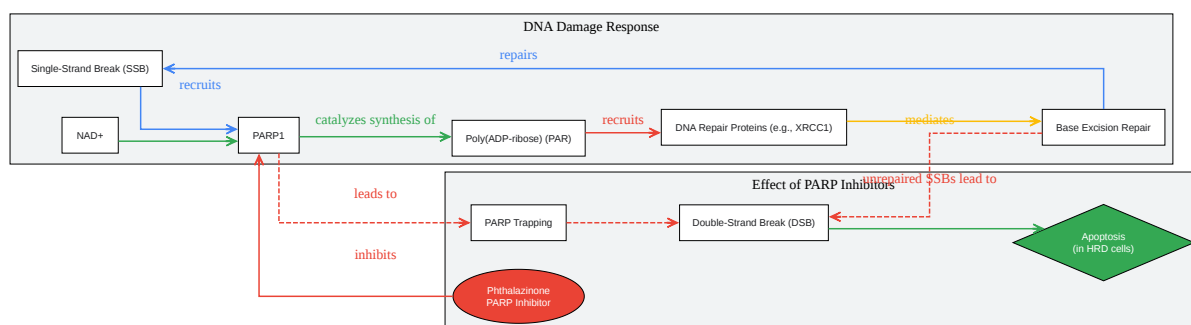 DNA Damage Response
repairs
Single-Strand Break (SSB)
recruits
NAD+
PARP1
catalyzes synthesis of
Poly(ADP-ribose) (PAR)
recruits
DNA Repair Proteins (e.g., XRCC1)
mediates
Base Excision Repair
Effect of PARP Inhibitors
unrepaired SSBs lead to
leads to
PARP Trapping
Double-Strand Break (DSB)
Apoptosis
(in HRD cells)
inhibits
Phthalazinone
PARP Inhibitor